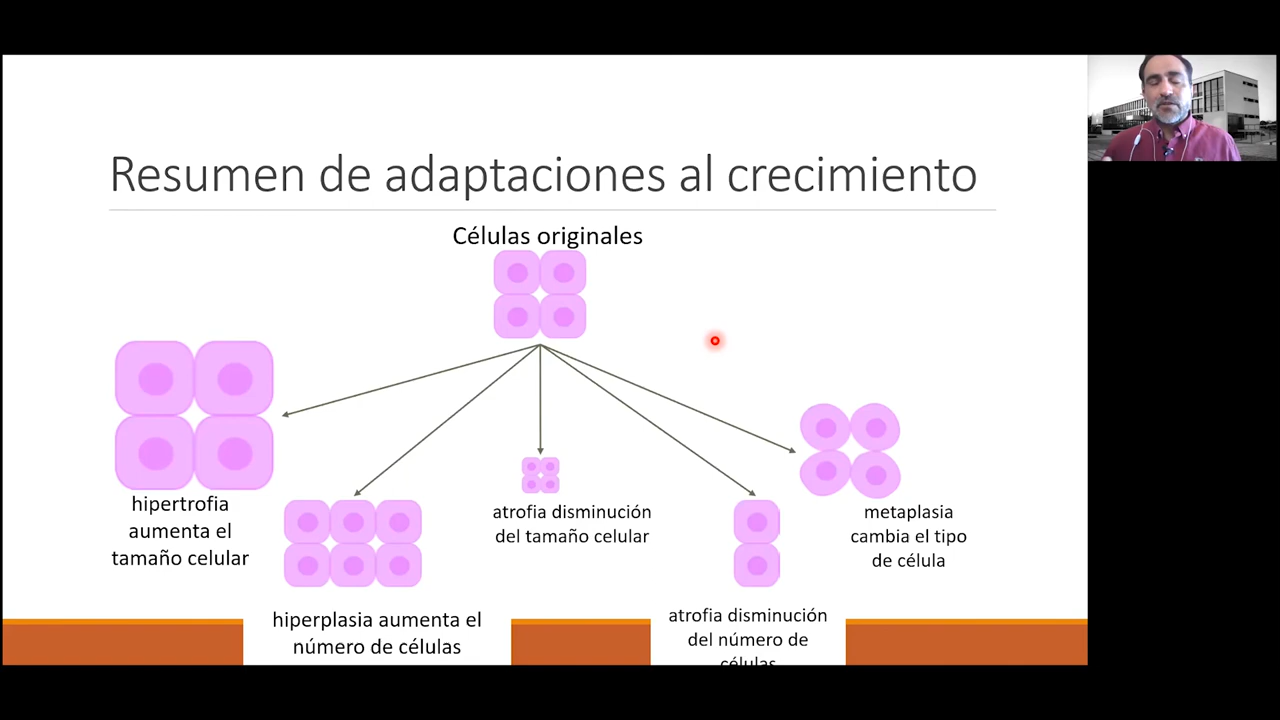 Resumen de adaptaciones al crecimiento
Células originales
hipertrofia
aumenta el
tamaño celular
hiperplasia aumenta el
número de células
atrofia disminución
del tamaño celular
atrofia disminución
del número de
células
metaplasia
cambia el tipo
de célula